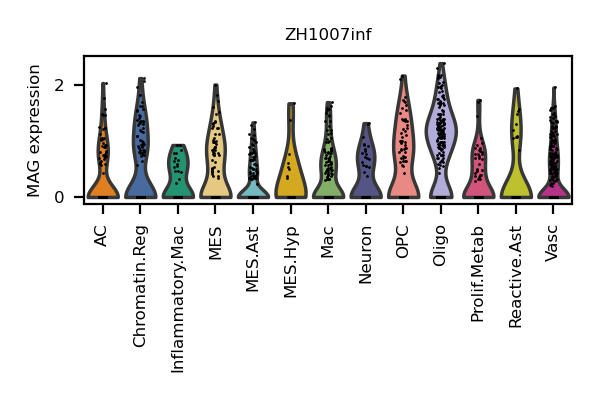 ZH1007inf
MAG expression
2
0
AC
Chromatin.Reg
Inflammatory.Mac
MES
MES.Ast
MES.Hyp
Mac
Neuron
OPC
Oligo
Prolif.Metab
Reactive.Ast
Vasc